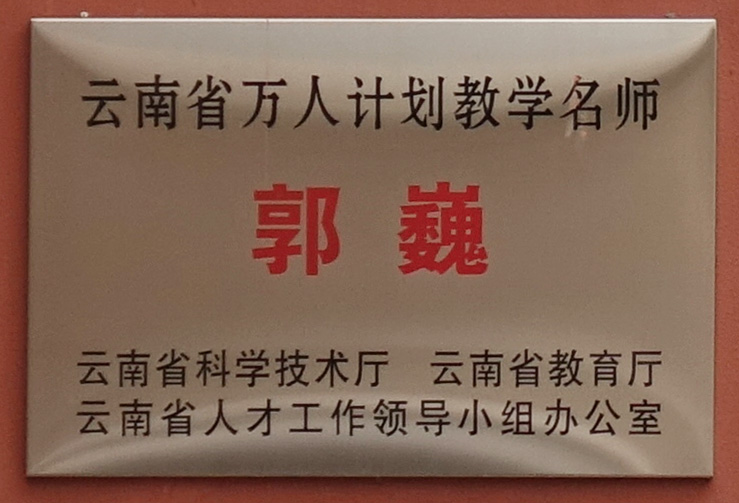 云南省万人计划教学名师
郭巍
云南省科学技术厅 云南省教育厅
云南省人才工作领导小组办公室